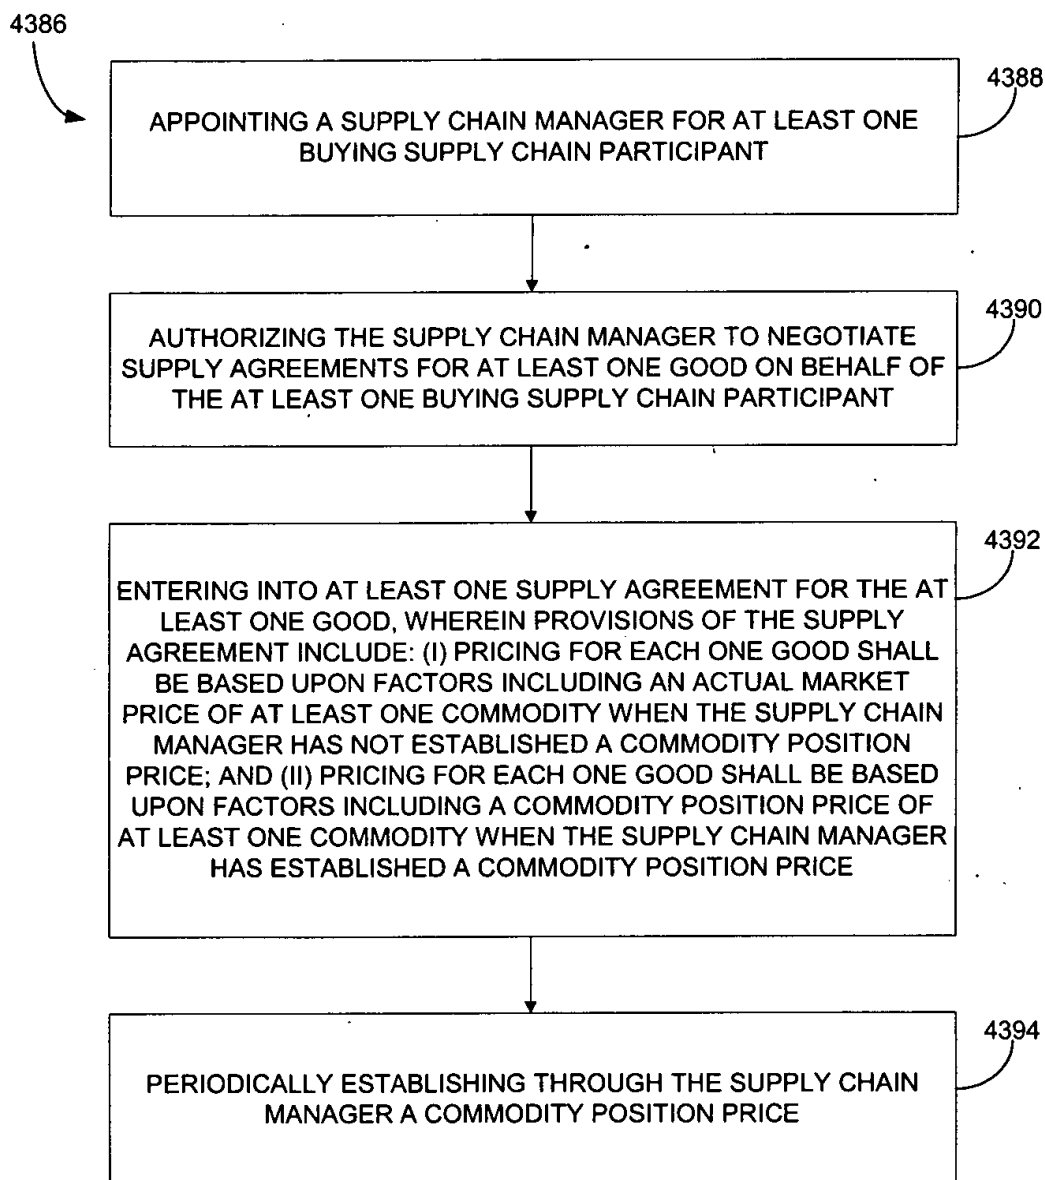 4386
4388
APPOINTING A SUPPLY CHAIN MANAGER FOR AT LEAST ONE
BUYING SUPPLY CHAIN PARTICIPANT
4390
AUTHORIZING THE SUPPLY CHAIN MANAGER TO NEGOTIATE
SUPPLY AGREEMENTS FOR AT LEAST ONE GOOD ON BEHALF OF
THE AT LEAST ONE BUYING SUPPLY CHAIN PARTICIPANT
4392
ENTERING INTO AT LEAST ONE SUPPLY AGREEMENT FOR THE AT
LEAST ONE GOOD, WHEREIN PROVISIONS OF THE SUPPLY
AGREEMENT INCLUDE: (I) PRICING FOR EACH ONE GOOD SHALL
BE BASED UPON FACTORS INCLUDING AN ACTUAL MARKET
PRICE OF AT LEAST ONE COMMODITY WHEN THE SUPPLY CHAIN
MANAGER HAS NOT ESTABLISHED A COMMODITY POSITION
PRICE; AND (II) PRICING FOR EACH ONE GOOD SHALL BE BASED
UPON FACTORS INCLUDING A COMMODITY POSITION PRICE OF
AT LEAST ONE COMMODITY WHEN THE SUPPLY CHAIN MANAGER
HAS ESTABLISHED A COMMODITY POSITION PRICE
4394
PERIODICALLY ESTABLISHING THROUGH THE SUPPLY CHAIN
MANAGER A COMMODITY POSITION PRICE